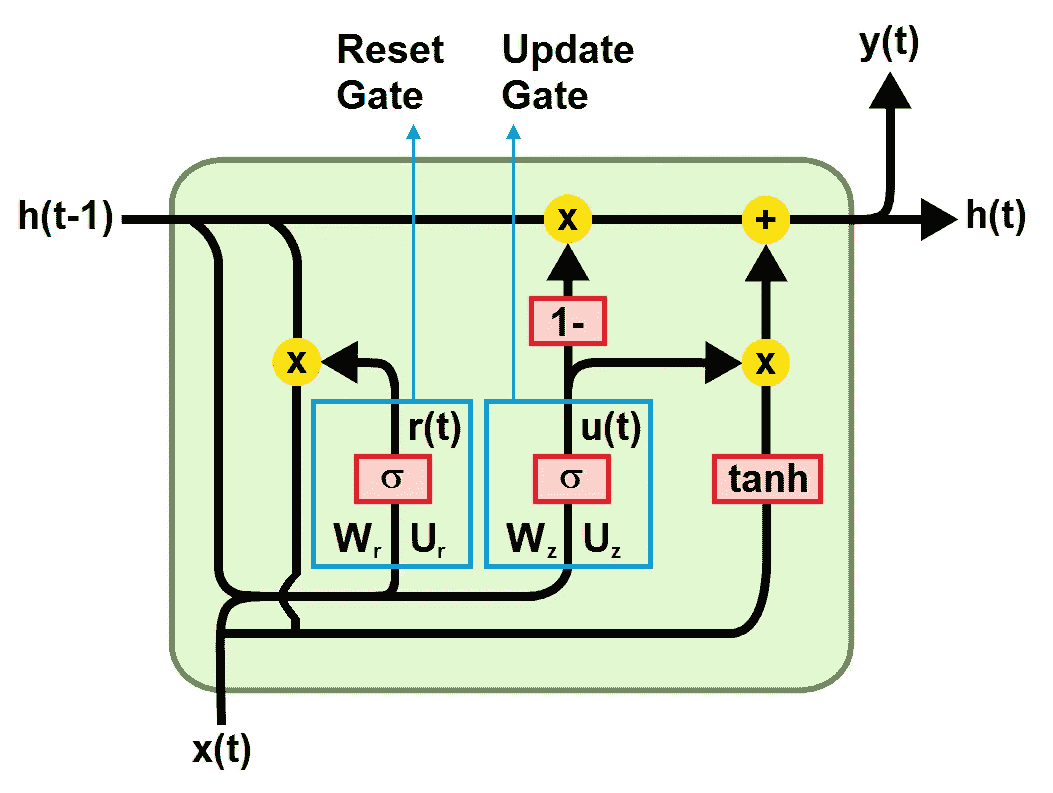 Reset
Gate
Update
Gate
y(t)
h(t-1)
x
+
h(t)
1-
x
x
r(t)
u(t)
σ
σ
tanh
Wr Ur
Wz Uz
x(t)